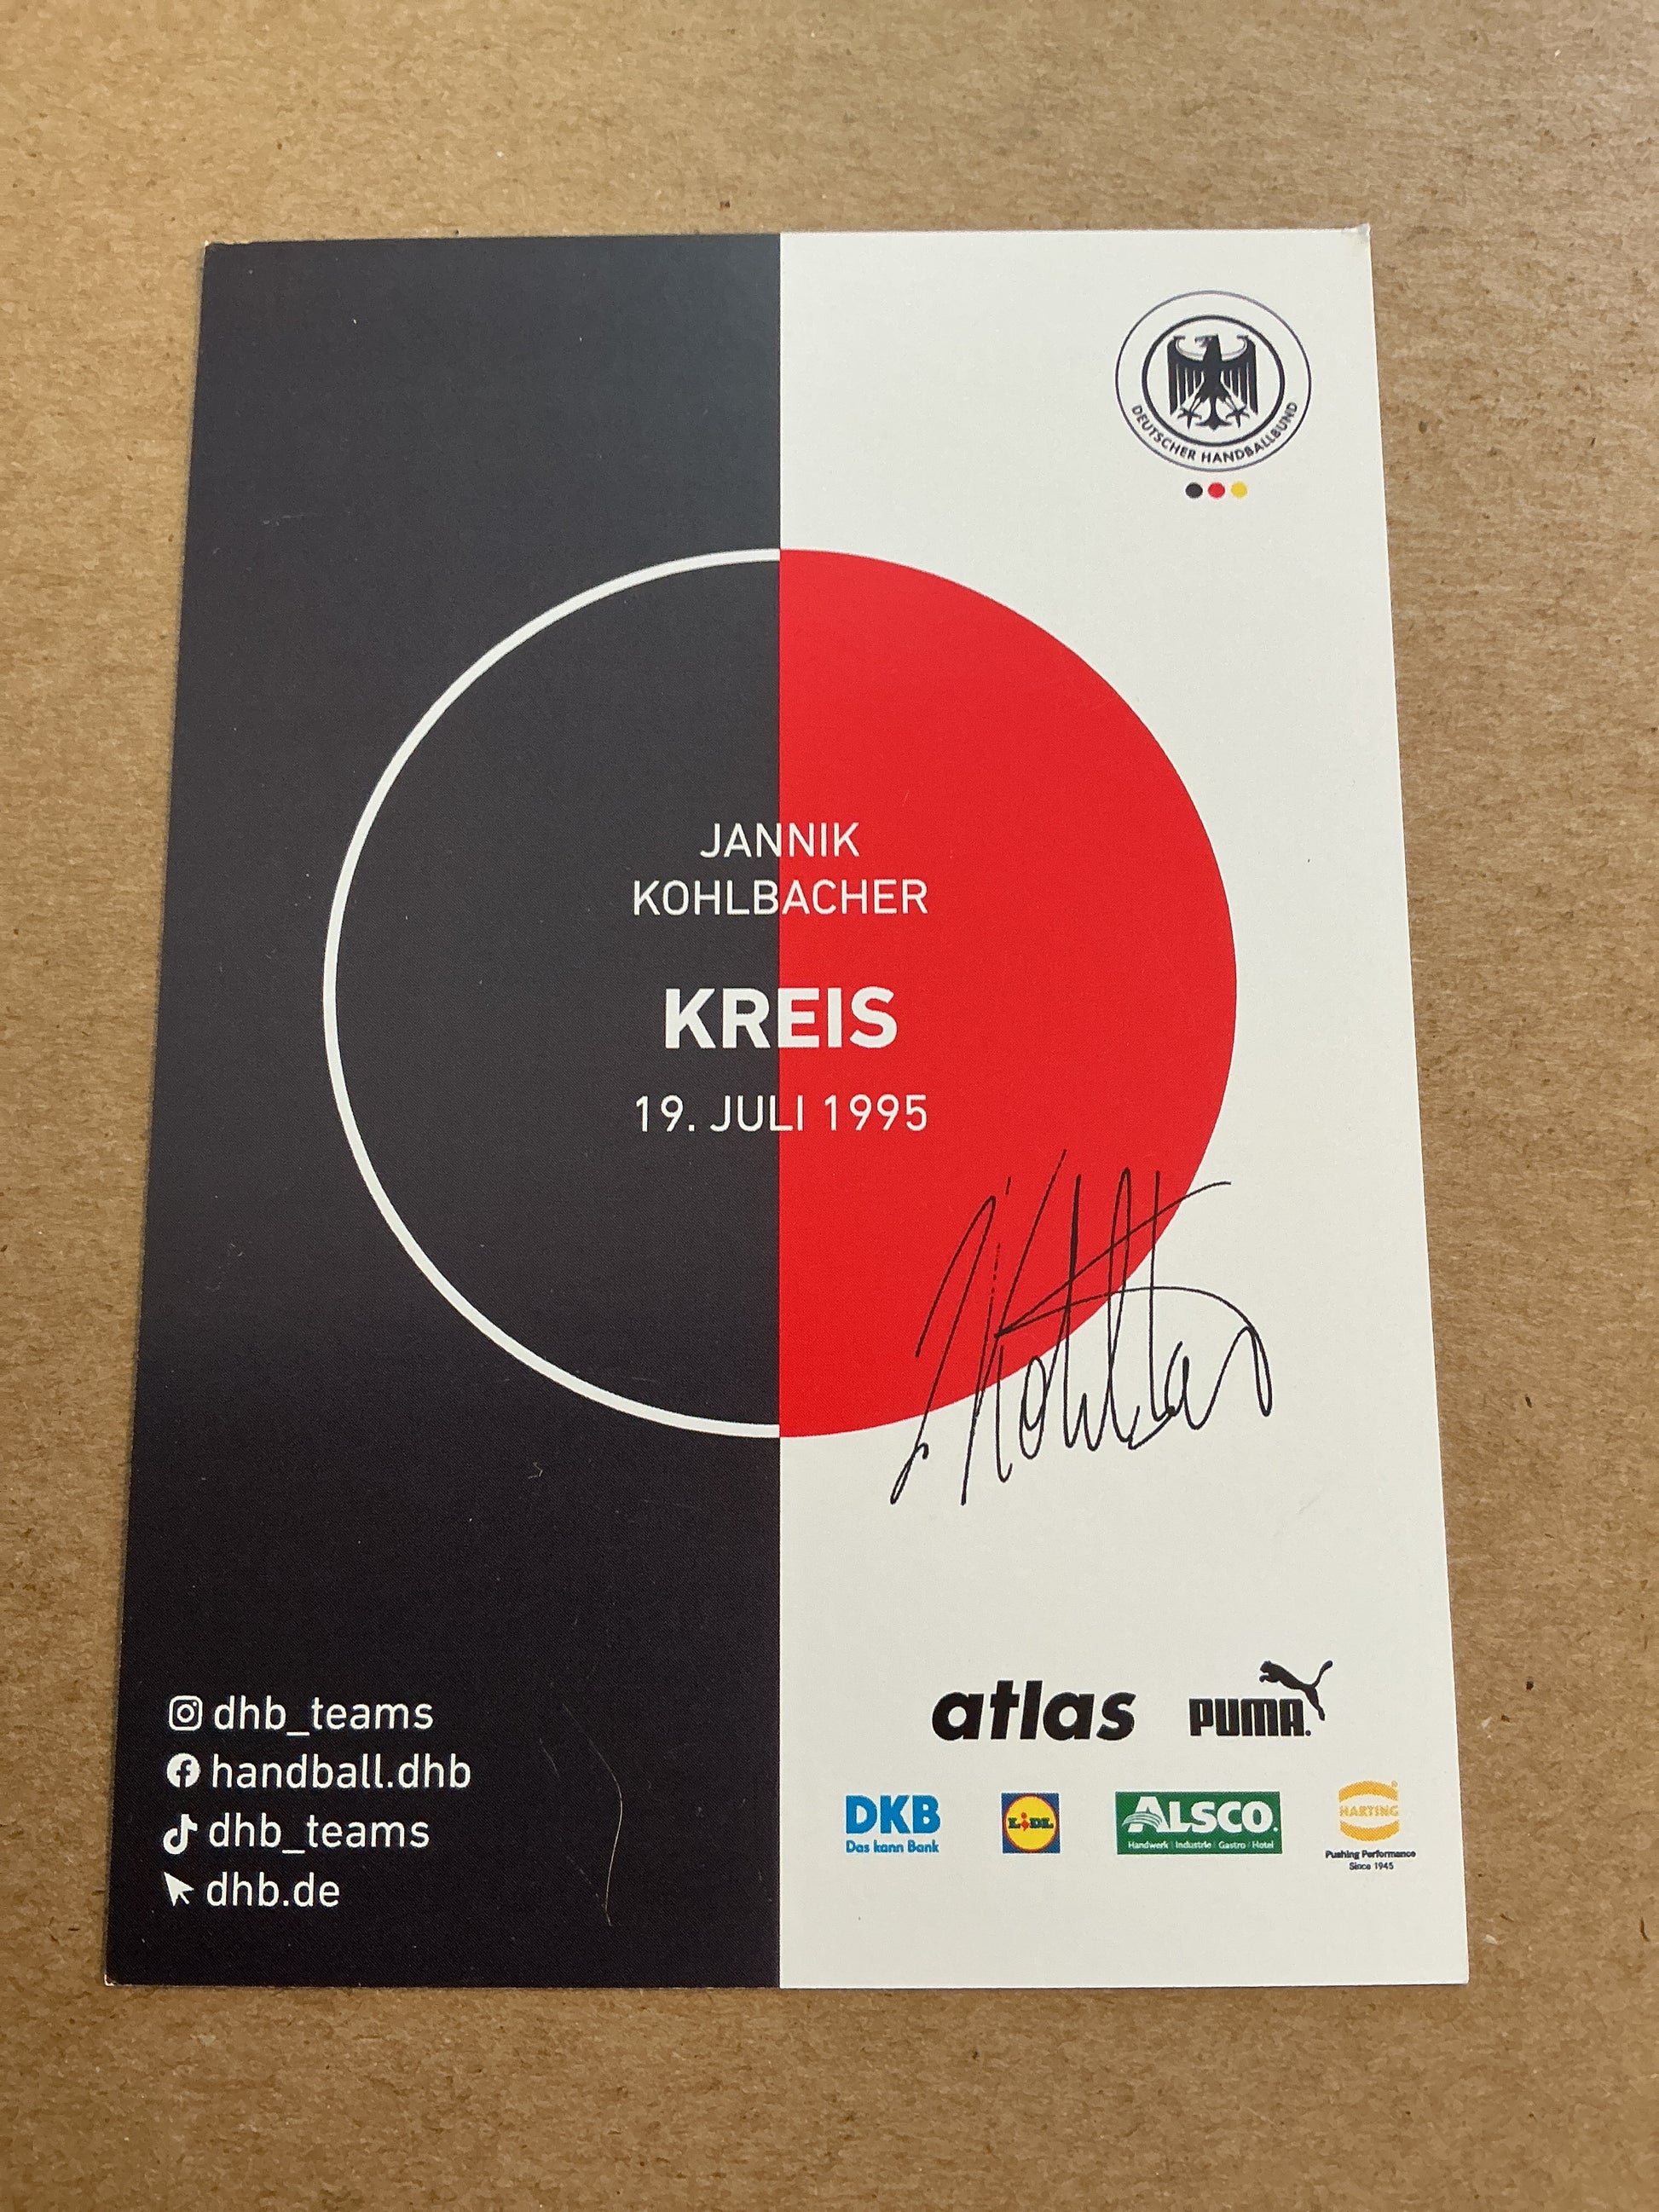 DEUTSCHER HANDBALLBUND
JANNIK
KOHLBACHER
KREIS
19. JULI 1995
dhb_teams
handball.dhb
dhb_teams
dhb.de
atlas PUMA.
DKB
Das kann Bank
LIDL
ALSCO.
Handwerk | Industrie | Gastro | Hotel
HARTING
Pushing Performance
Since 1945